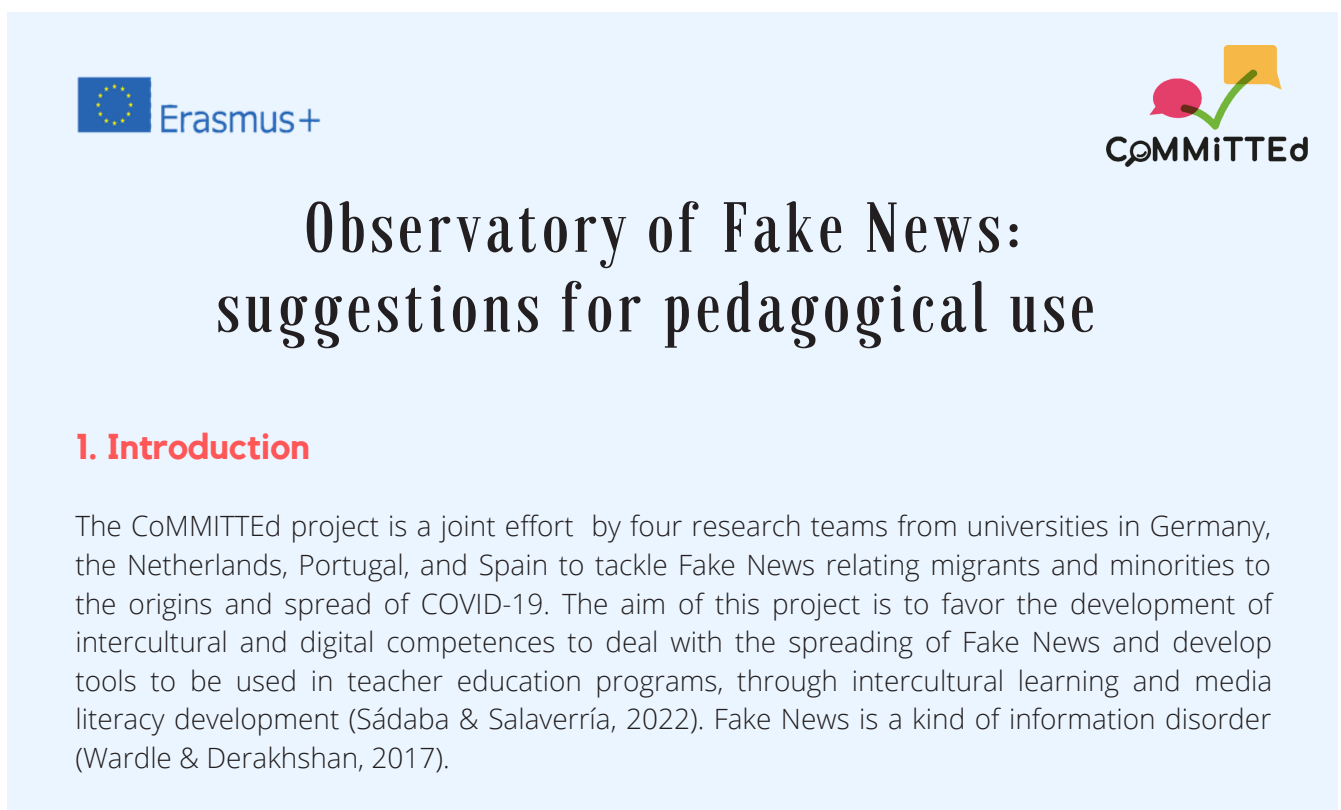 Erasmus+
CoMMiTTEd
Observatory of Fake News:
suggestions for pedagogical use
1. Introduction
The CoMMITTEd project is a joint effort by four research teams from universities in Germany,
the Netherlands, Portugal, and Spain to tackle Fake News relating migrants and minorities to
the origins and spread of COVID-19. The aim of this project is to favor the development of
intercultural and digital competences to deal with the spreading of Fake News and develop
tools to be used in teacher education programs, through intercultural learning and media
literacy development (Sádaba & Salaverría, 2022). Fake News is a kind of information disorder
(Wardle & Derakhshan, 2017).